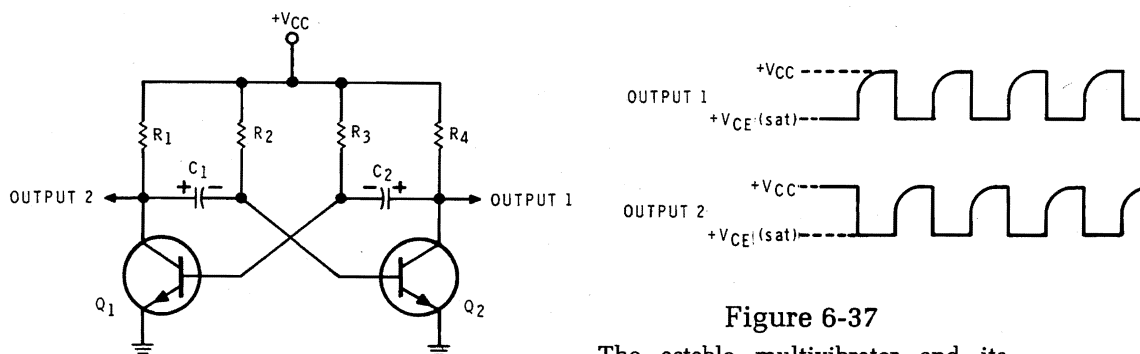 +VCC
R1
R2
R3
R4
C1
C2
+ -
- +
OUTPUT 2
OUTPUT 1
Q1
Q2
OUTPUT 1
+VCC
+VCE (sat)
OUTPUT 2
+VCC
+VCE (sat)
Figure 6-37
The astable multivibrator and its